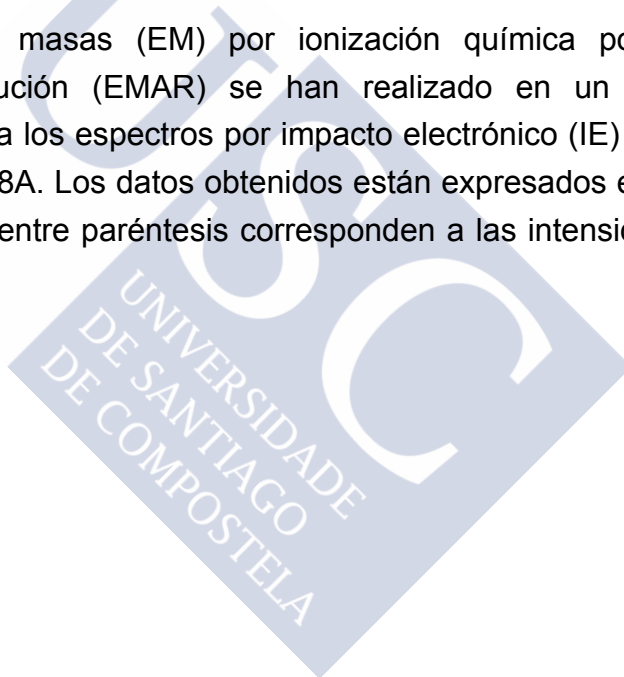 masas (EM) por ionización química po
ución (EMAR) se han realizado en un
a los espectros por impacto electrónico (IE)
8A. Los datos obtenidos están expresados e
entre paréntesis corresponden a las intensi
USC
UNIVERSIDADE
DE SANTIAGO
DE COMPOSTELA